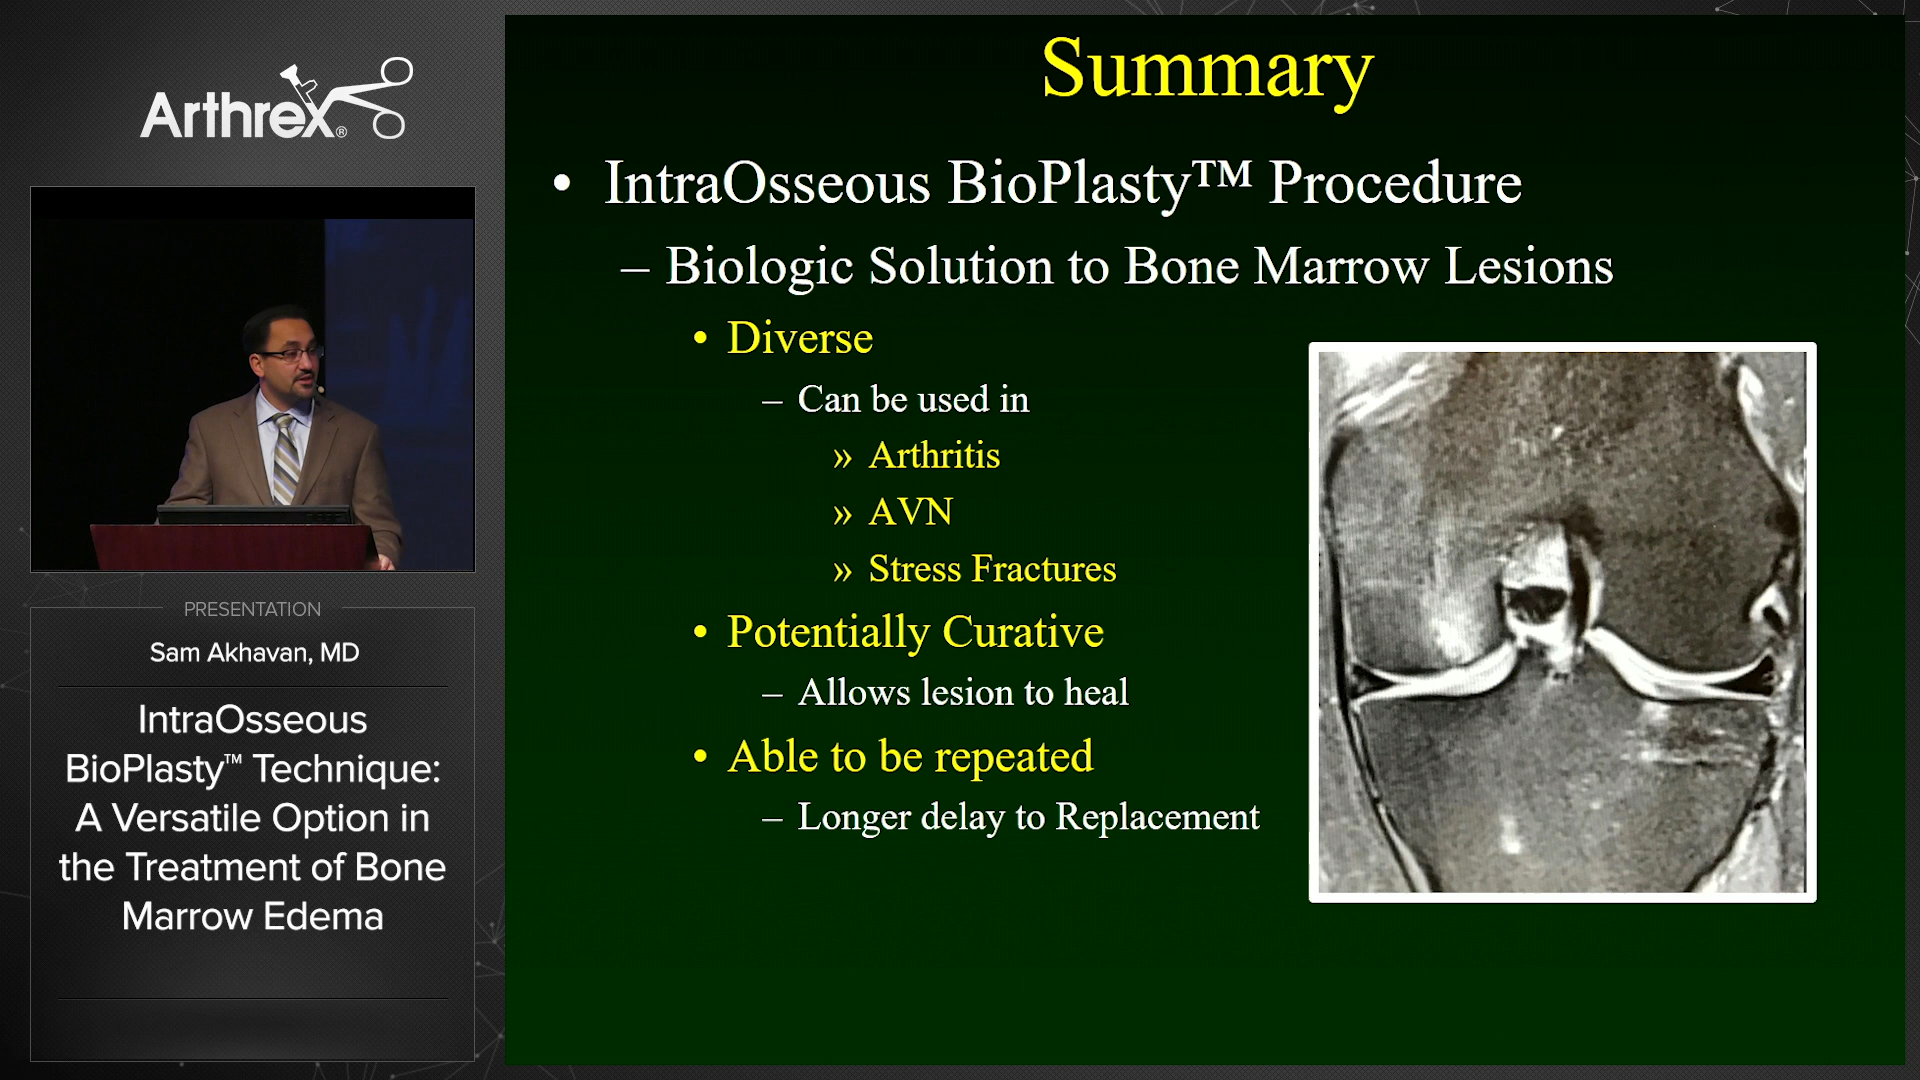 Arthrex®
PRESENTATION
Sam Akhavan, MD
IntraOsseous
BioPlasty™ Technique:
A Versatile Option in
the Treatment of Bone
Marrow Edema
Summary
• IntraOsseous BioPlasty™ Procedure
– Biologic Solution to Bone Marrow Lesions
• Diverse
– Can be used in
» Arthritis
» AVN
» Stress Fractures
• Potentially Curative
– Allows lesion to heal
• Able to be repeated
– Longer delay to Replacement